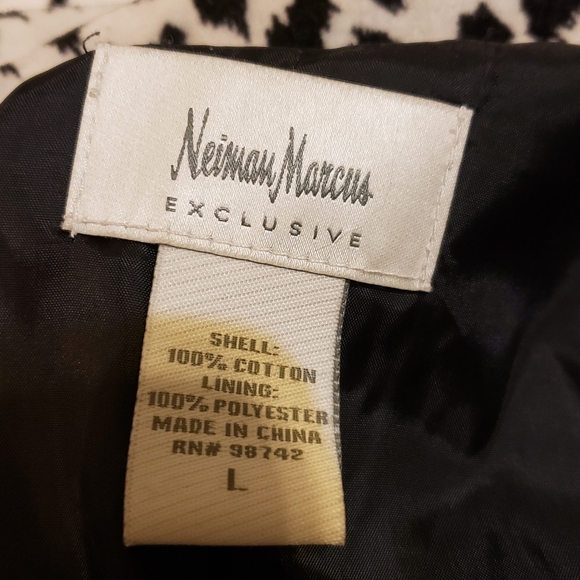 Neiman Marcus
EXCLUSIVE
SHELL:
100% COTTON
LINING:
100% POLYESTER
MADE IN CHINA
RN# 98742
L